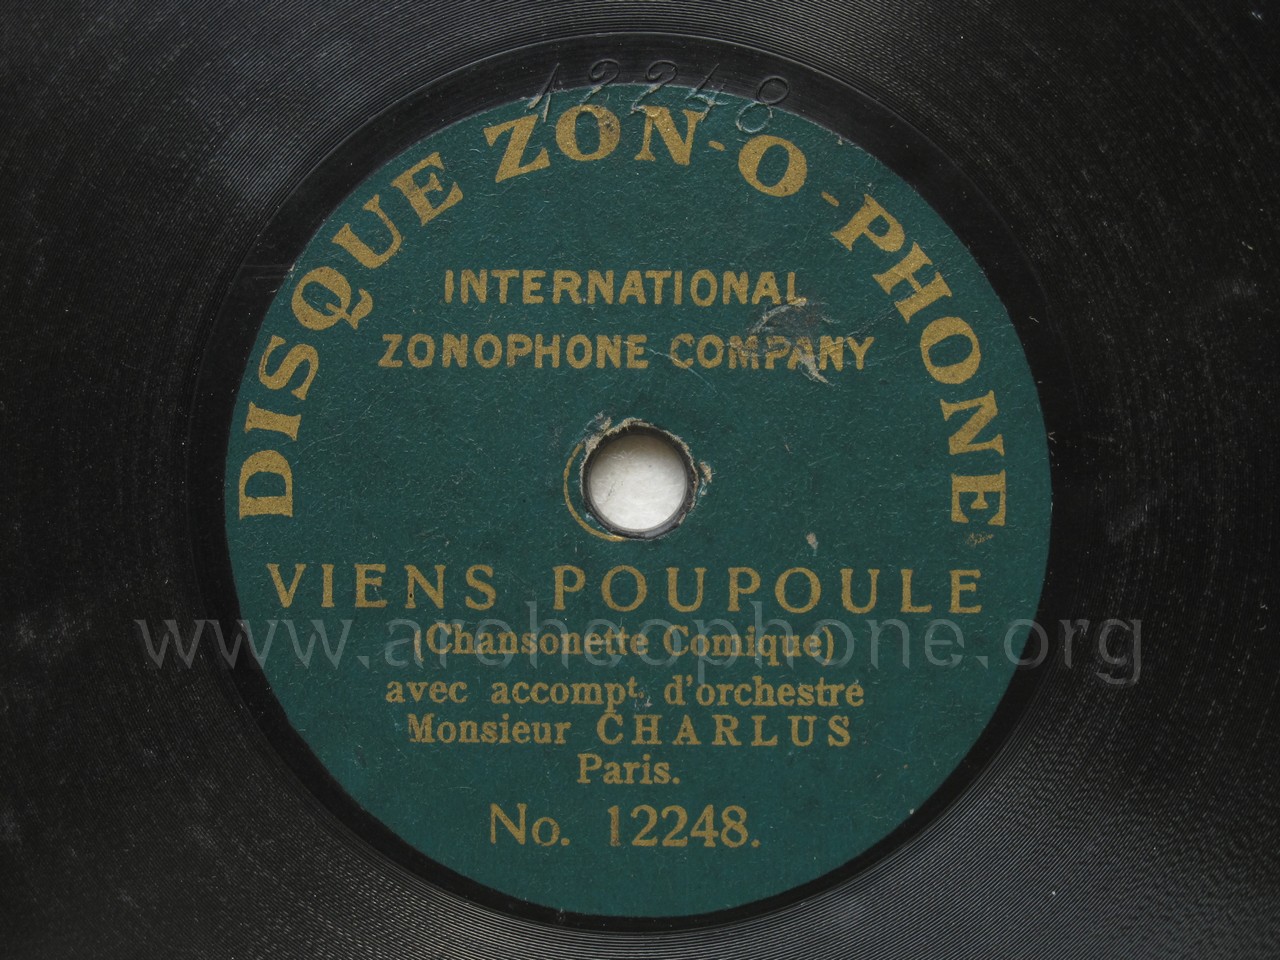 12248
DISQUE ZON-O-PHONE
INTERNATIONAL
ZONOPHONE COMPANY
VIENS POUPOULE
www.archeophone.org
(Chansonette Comique)
avec accompt. d'orchestre
Monsieur CHARLUS
Paris.
No. 12248.